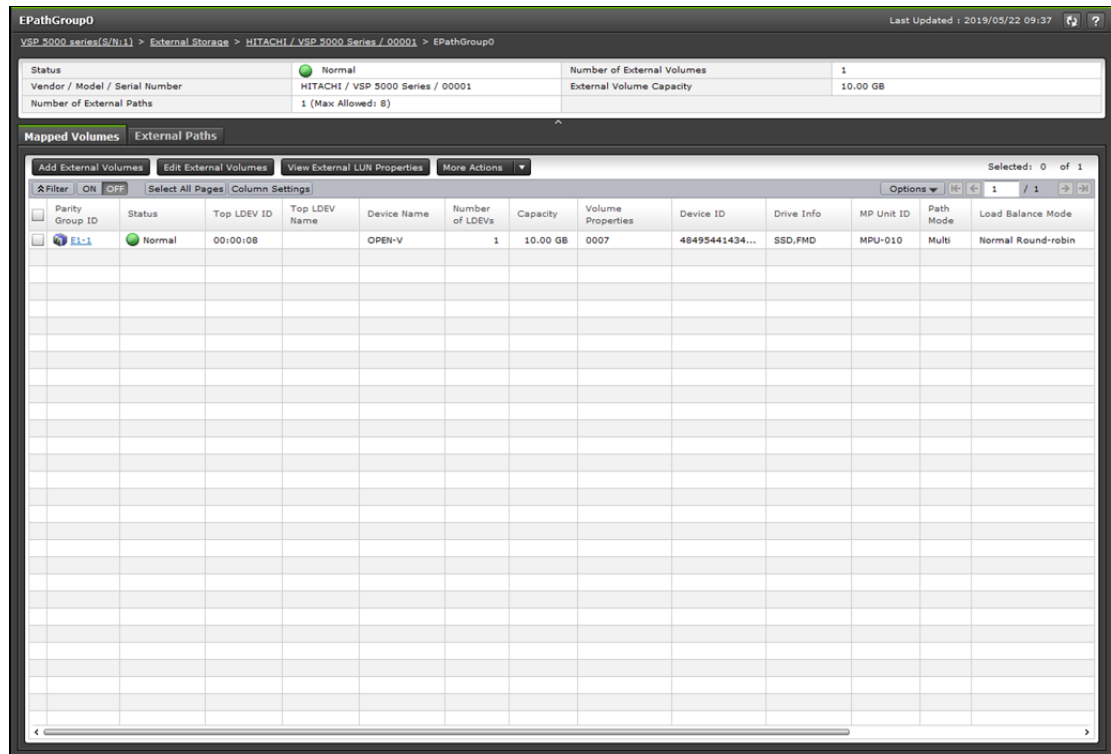 EPathGroup0 Last Updated : 2019/05/22 09:37 ?
VSP 5000 series(S/N:1) > External Storage > HITACHI / VSP 5000 Series / 00001 > EPathGroup0
Status Normal Number of External Volumes 1
Vendor / Model / Serial Number HITACHI / VSP 5000 Series / 00001 External Volume Capacity 10.00 GB
Number of External Paths 1 (Max Allowed: 8)
Mapped Volumes External Paths
Add External Volumes Edit External Volumes View External LUN Properties More Actions Selected: 0 of 1
Filter ON OFF Select All Pages Column Settings Options 1 / 1
Parity Group ID Status Top LDEV ID Top LDEV Name Device Name Number of LDEVs Capacity Volume Properties Device ID Drive Info MP Unit ID Path Mode Load Balance Mode
E1-1 Normal 00:00:08 OPEN-V 1 10.00 GB 0007 48495441434... SSD,FMD MPU-010 Multi Normal Round-robin